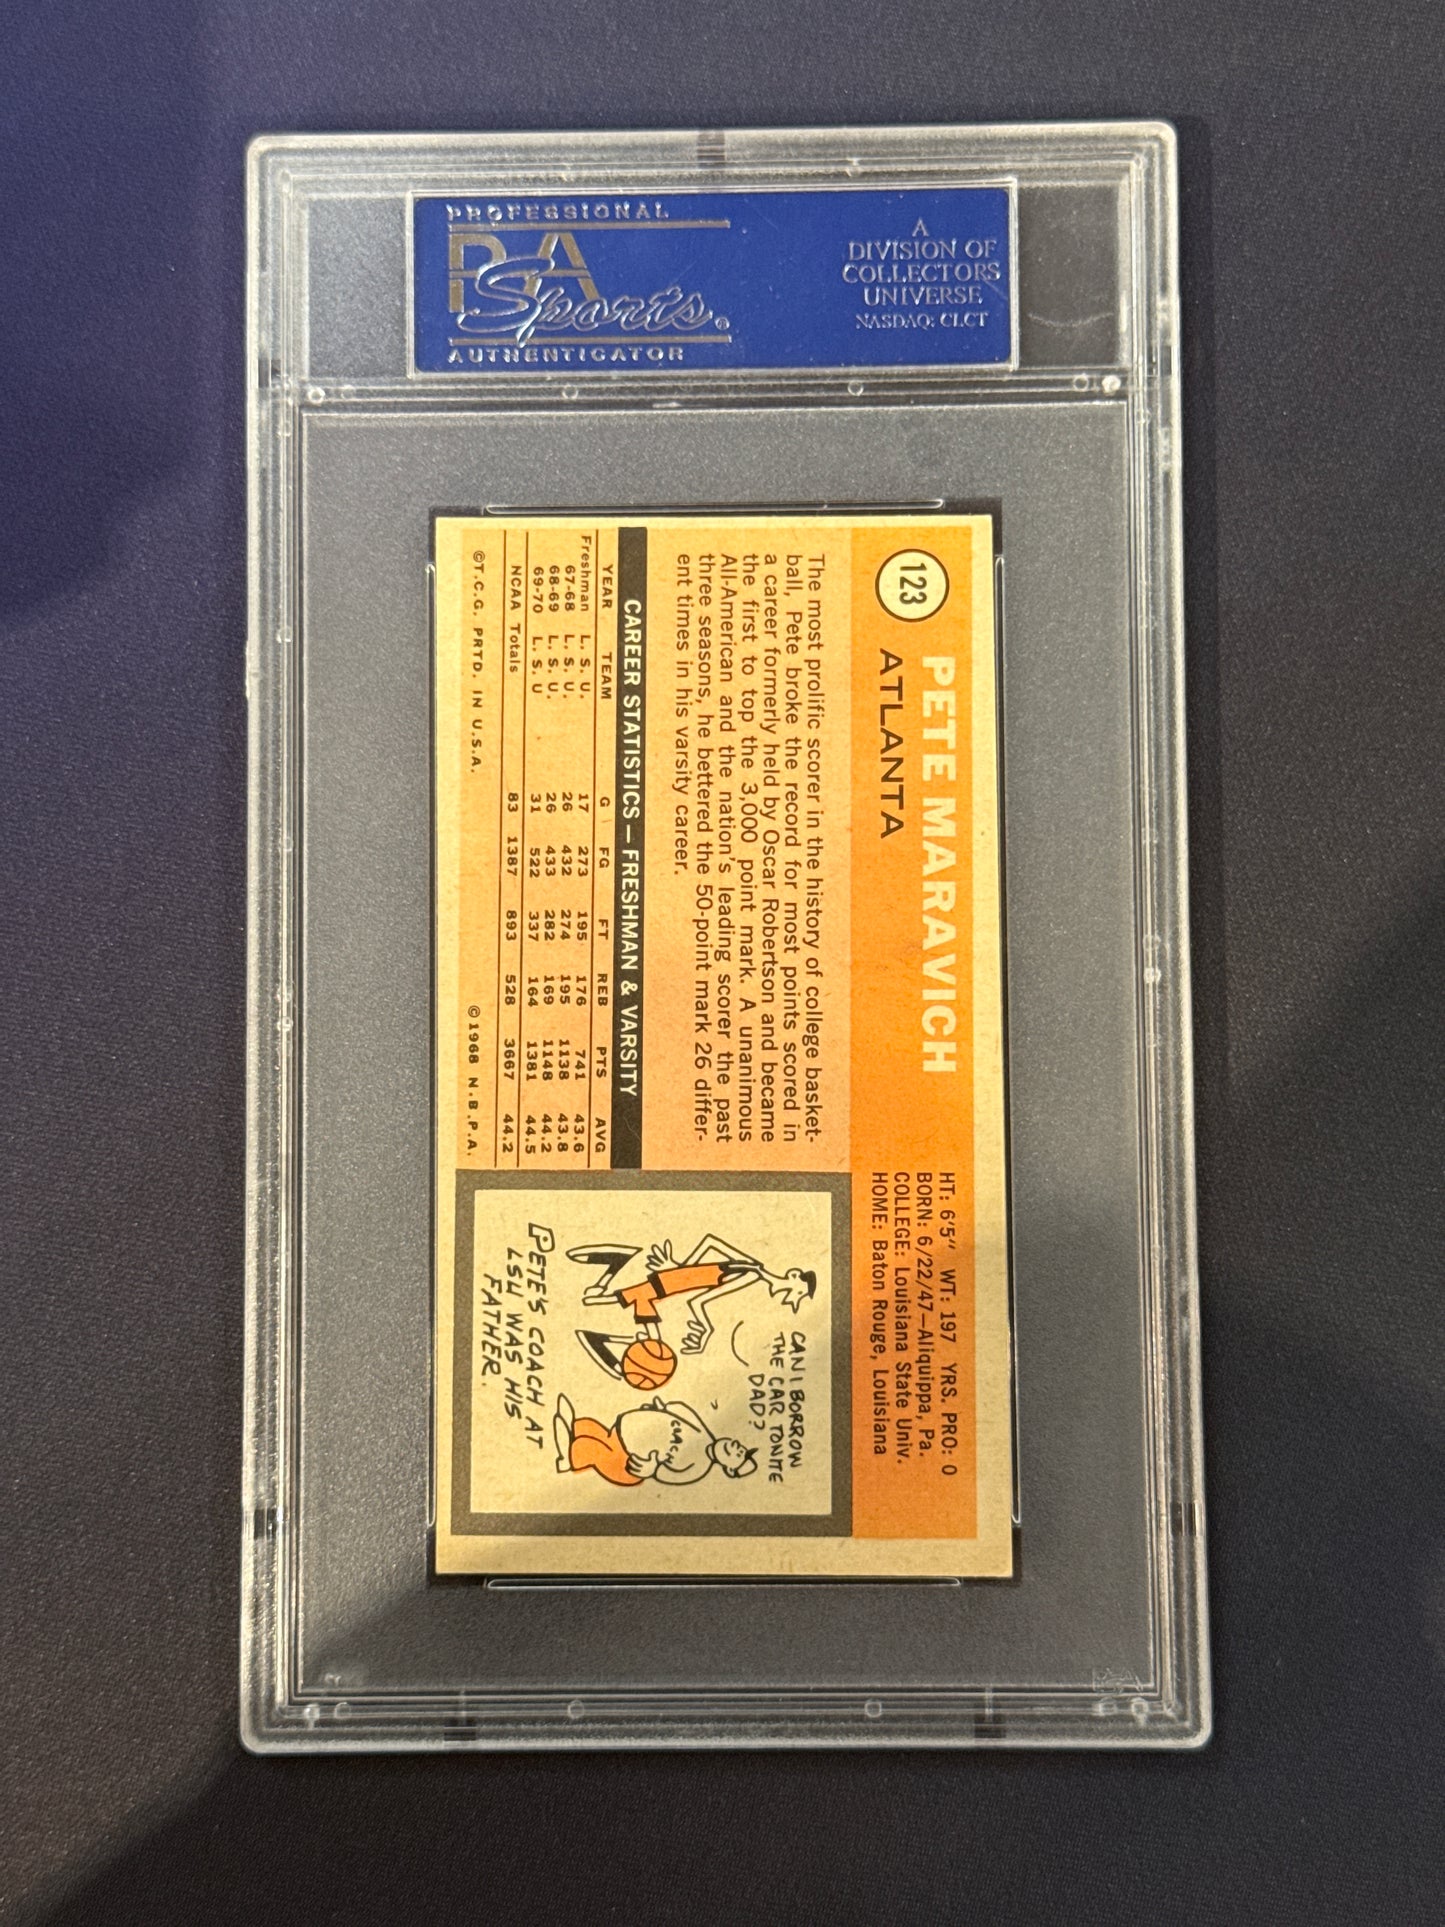 PROFESSIONAL
PSA
Sports®
AUTHENTICATOR
A
DIVISION OF
COLLECTORS
UNIVERSE
NASDAQ: CLCT
123
PETE MARAVICH
ATLANTA
HT: 6'5" WT: 197 YRS. PRO: 0
BORN: 6/22/47—Aliquippa, Pa.
COLLEGE: Louisiana State Univ.
HOME: Baton Rouge, Louisiana
The most prolific scorer in the history of college basket-
ball, Pete broke the record for most points scored in
a career formerly held by Oscar Robertson and became
the first to top the 3,000 point mark. A unanimous
All-American and the nation's leading scorer the past
three seasons, he bettered the 50-point mark 26 differ-
ent times in his varsity career.
CAREER STATISTICS — FRESHMAN & VARSITY
YEAR TEAM G FG FT REB PTS AVG
Freshman L. S. U. 17 273 195 176 741 43.6
67-68 L. S. U. 26 432 274 195 1138 43.8
68-69 L. S. U. 26 433 282 169 1148 44.2
69-70 L. S. U 31 522 337 164 1381 44.5
NCAA Totals 83 1387 893 528 3667 44.2
©T.C.G. PRTD. IN U.S.A. ©1968 N.B.P.A.
CAN I BORROW
THE CAR TONITE
DAD?
COACH
PETE'S COACH AT
LSU WAS HIS
FATHER.